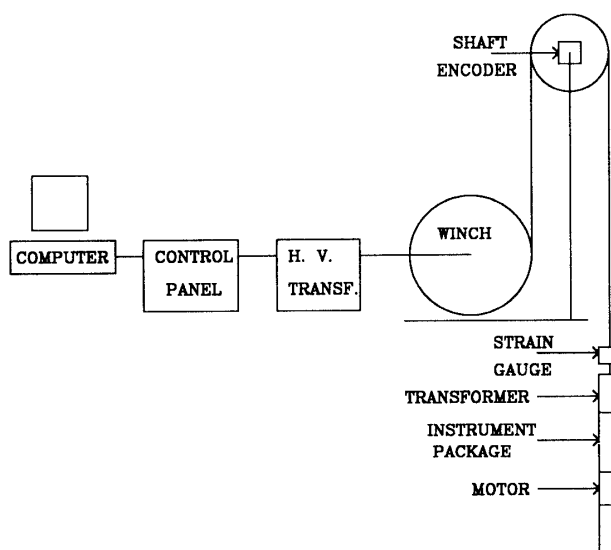 SHAFT
ENCODER
WINCH
COMPUTER
CONTROL
PANEL
H. V.
TRANSF.
STRAIN
GAUGE
TRANSFORMER
INSTRUMENT
PACKAGE
MOTOR